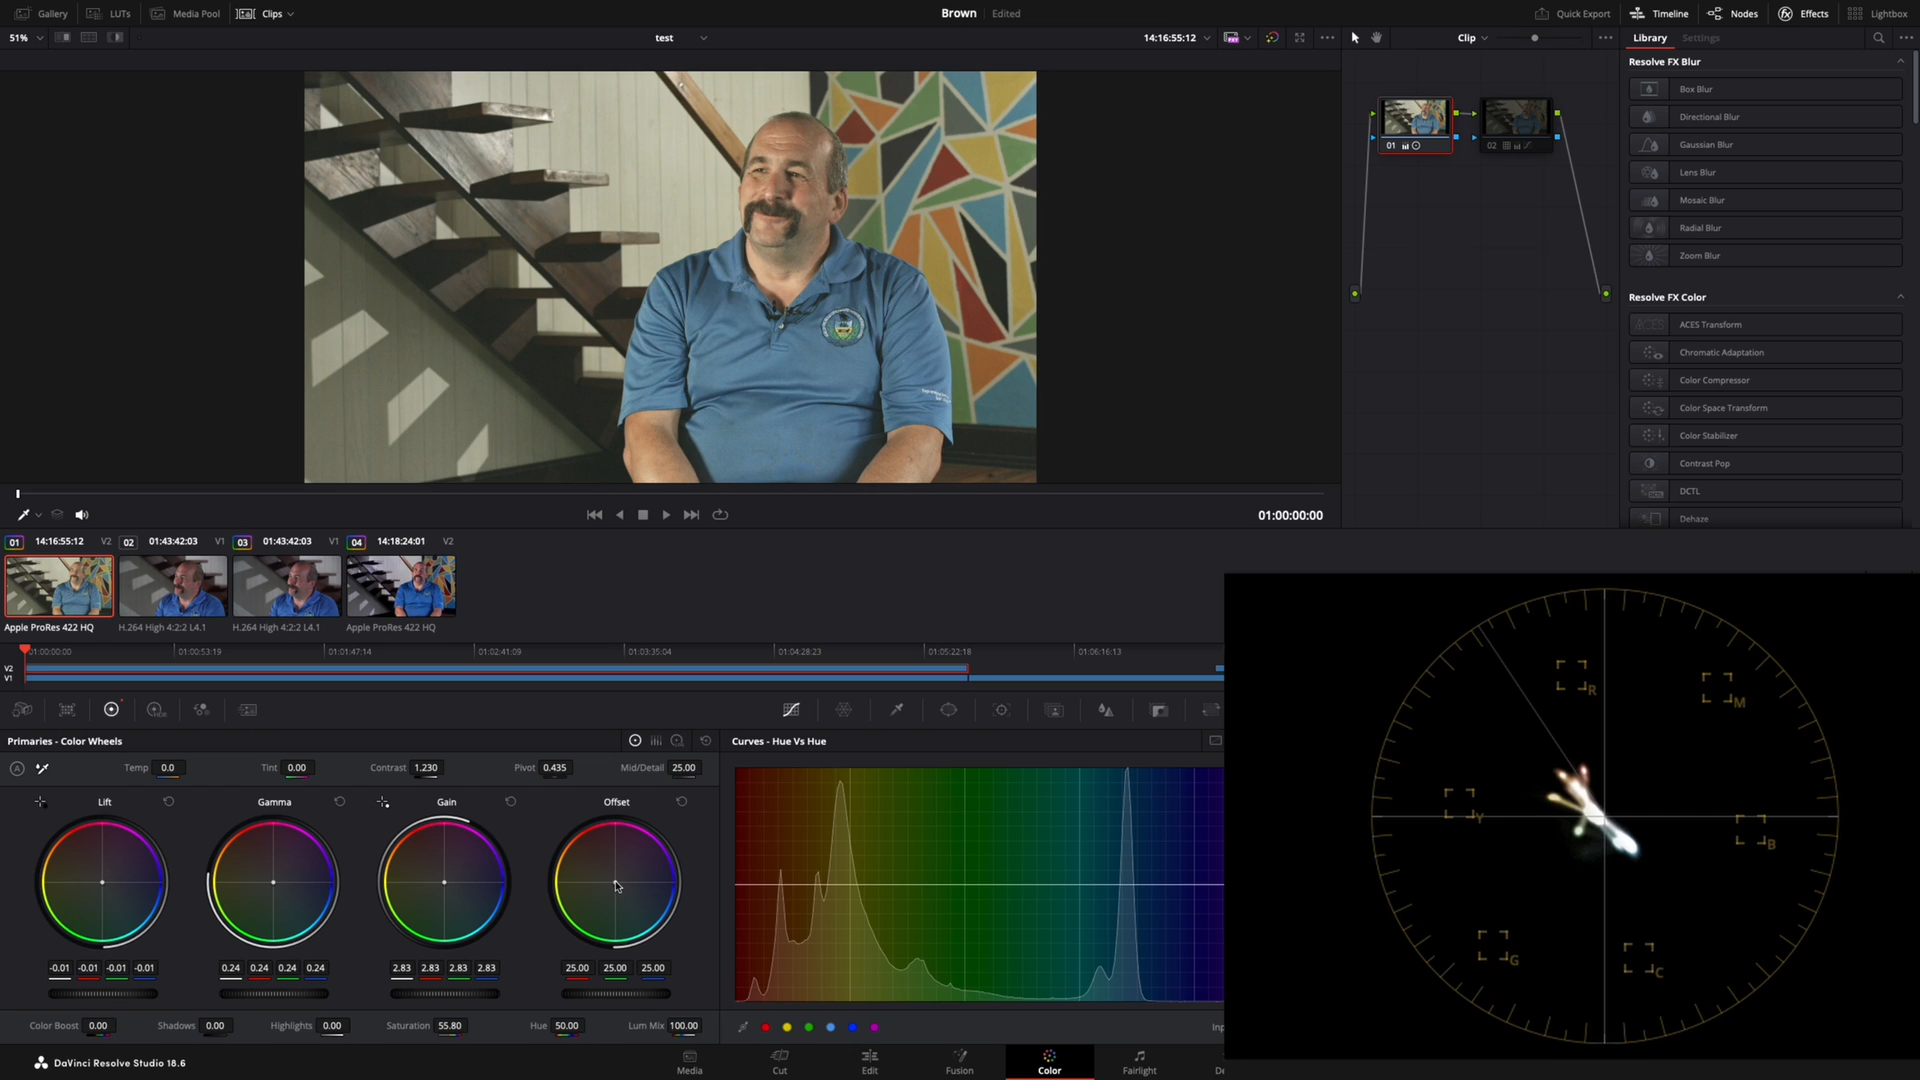 Gallery LUTs Media Pool Clips Brown Edited Quick Export Timeline Nodes Effects Lightbox
51% test 14:16:55:12 Clip Library Settings
Resolve FX Blur
Box Blur
Directional Blur
Gaussian Blur
Lens Blur
Mosaic Blur
Radial Blur
Zoom Blur
Resolve FX Color
ACES Transform
Chromatic Adaptation
Color Compressor
Color Space Transform
Color Stabilizer
Contrast Pop
DCTL
Dehaze
01 02
01:00:00:00
01 14:16:55:12 V2 02 01:43:42:03 V1 03 01:43:42:03 V1 04 14:18:24:01 V2
Apple ProRes 422 HQ H.264 High 4:2:2 L4.1 H.264 High 4:2:2 L4.1 Apple ProRes 422 HQ
01:00:00:00 01:00:53:19 01:01:47:14 01:02:41:09 01:03:35:04 01:04:28:23 01:05:22:18 01:06:16:13
V2
V1
Primaries - Color Wheels Curves - Hue Vs Hue
A Temp 0.0 Tint 0.00 Contrast 1.230 Pivot 0.435 Mid/Detail 25.00
Lift Gamma Gain Offset
-0.01 -0.01 -0.01 -0.01 0.24 0.24 0.24 0.24 2.83 2.83 2.83 2.83 25.00 25.00 25.00
Color Boost 0.00 Shadows 0.00 Highlights 0.00 Saturation 55.80 Hue 50.00 Lum Mix 100.00
Inp
R
M
Y
B
G
C
DaVinci Resolve Studio 18.6
Media Cut Edit Fusion Color Fairlight De